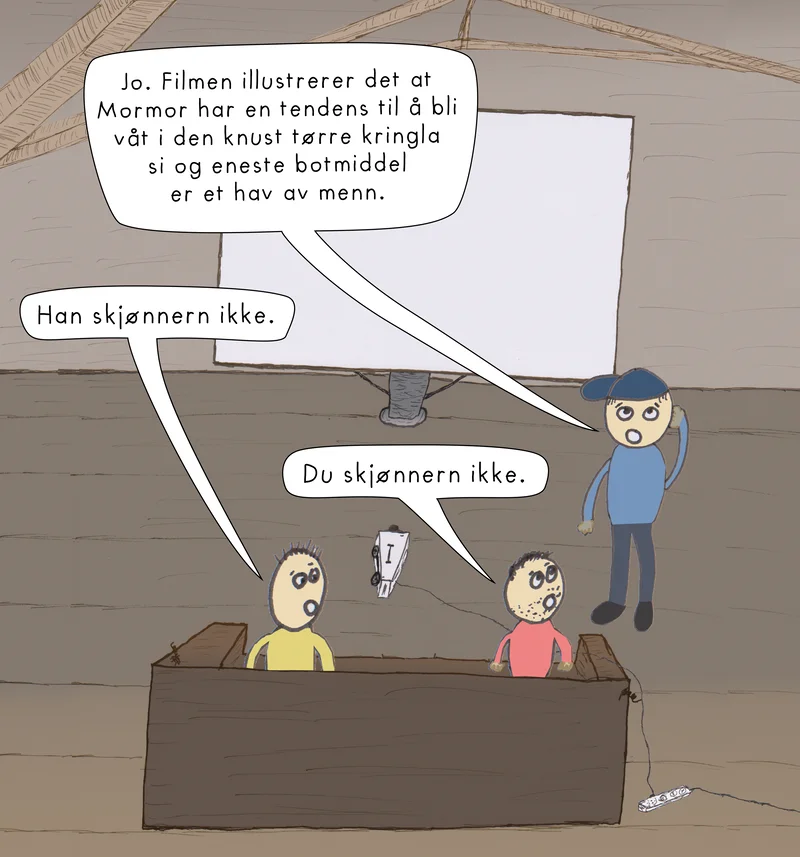 Jo. Filmen illustrerer det at
Mormor har en tendens til å bli
våt i den knust tørre kringla
si og eneste botmiddel
er et hav av menn.
Han skjønnern ikke.
Du skjønnern ikke.
I